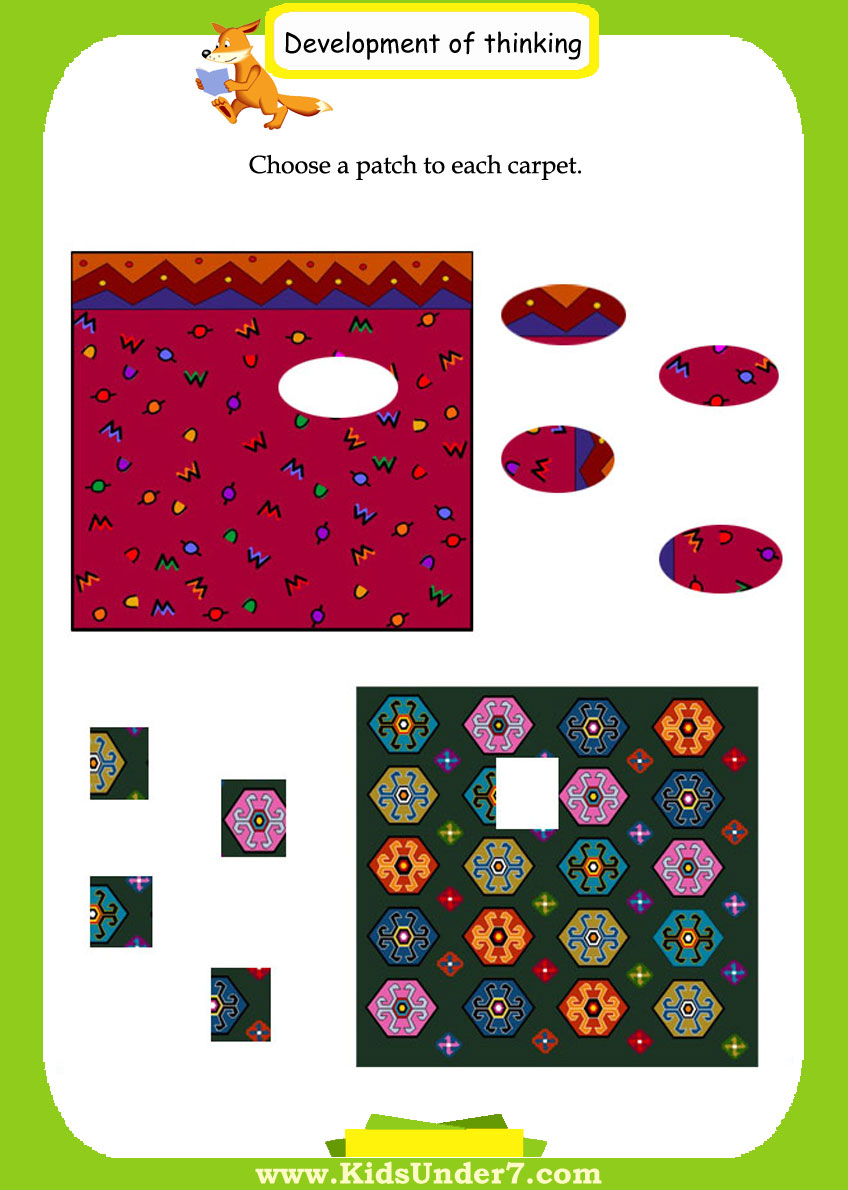 Development of thinking
Choose a patch to each carpet.
www.KidsUnder7.com